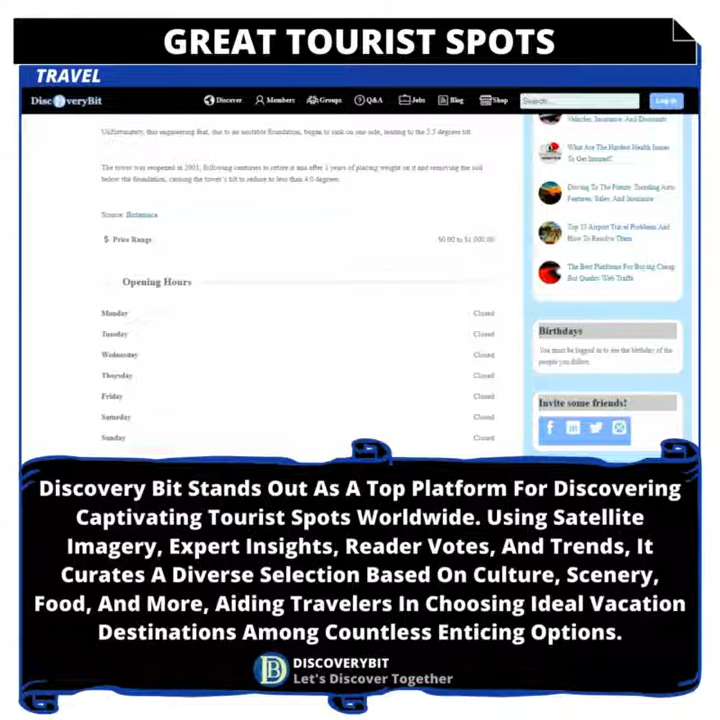 GREAT TOURIST SPOTS
TRAVEL
DiscoveryBit
Discover Members Groups Q&A Jobs Blog Shop Search... Log in
Unfortunately, this engineering feat, due to an unstable foundation, began to sink on one side, leading to the 5.5 degrees tilt.
The tower was reopened in 2001, following centuries to retire it and after 1 years of placing weight on it and removing the soil
below the foundation, causing the tower's tilt to reduce to less than 4.0 degrees.
Source: Britannica
$ Price Range $0.00 to $1,000.00
Opening Hours
Monday Closed
Tuesday Closed
Wednesday Closed
Thursday Closed
Friday Closed
Saturday Closed
Sunday Closed
Vehicles, Insurance, And Discounts
What Are The Hardest Health Issues
To Get Insured?
Driving To The Future: Trending Auto
Features, Sales, And Insurance
Top 13 Airport Travel Problems And
How To Resolve Them
The Best Platforms For Buying Cheap
But Quality Web Traffic
Birthdays
You must be logged in to see the birthday of the
people you follow.
Invite some friends!
Discovery Bit Stands Out As A Top Platform For Discovering
Captivating Tourist Spots Worldwide. Using Satellite
Imagery, Expert Insights, Reader Votes, And Trends, It
Curates A Diverse Selection Based On Culture, Scenery,
Food, And More, Aiding Travelers In Choosing Ideal Vacation
Destinations Among Countless Enticing Options.
DISCOVERYBIT
Let's Discover Together